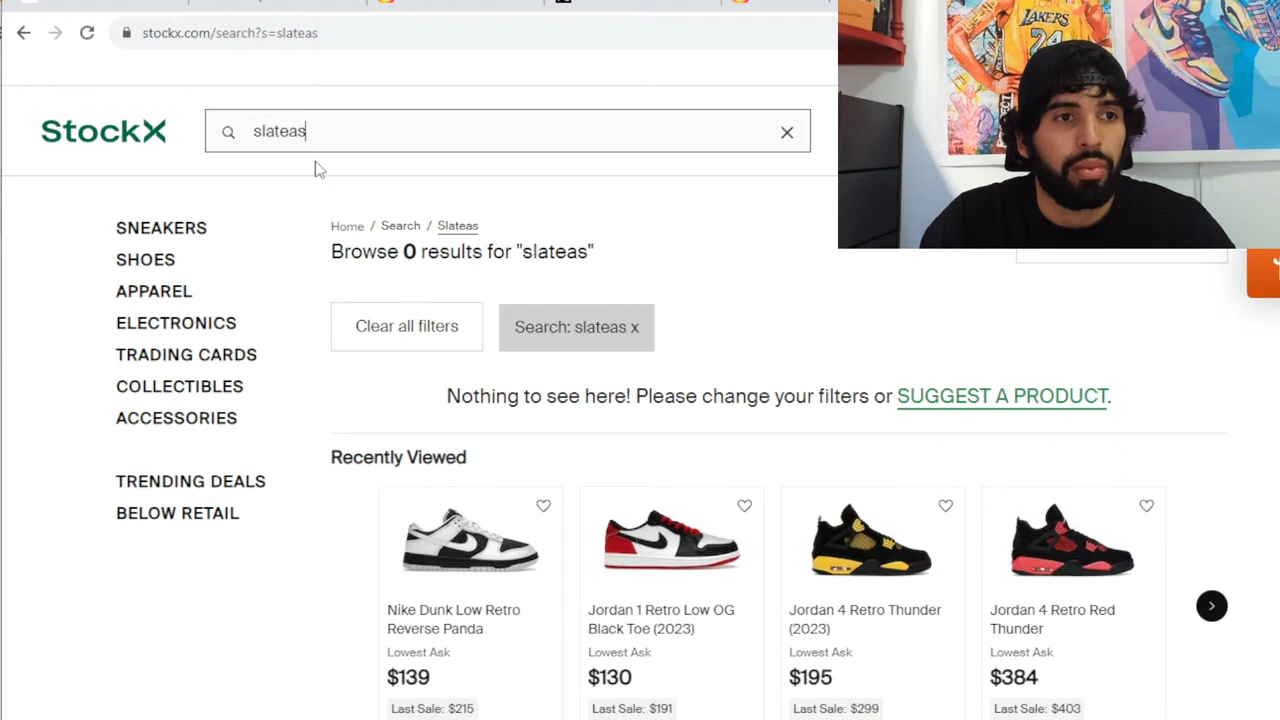 stockx.com/search?s=slateas
StockX
slateas
SNEAKERS
SHOES
APPAREL
ELECTRONICS
TRADING CARDS
COLLECTIBLES
ACCESSORIES
TRENDING DEALS
BELOW RETAIL
Home / Search / Slateas
Browse 0 results for "slateas"
Clear all filters
Search: slateas x
Nothing to see here! Please change your filters or SUGGEST A PRODUCT.
Recently Viewed
Nike Dunk Low Retro
Reverse Panda
Lowest Ask
$139
Last Sale: $215
Jordan 1 Retro Low OG
Black Toe (2023)
Lowest Ask
$130
Last Sale: $191
Jordan 4 Retro Thunder
(2023)
Lowest Ask
$195
Last Sale: $299
Jordan 4 Retro Red
Thunder
Lowest Ask
$384
Last Sale: $403
LAKERS
24